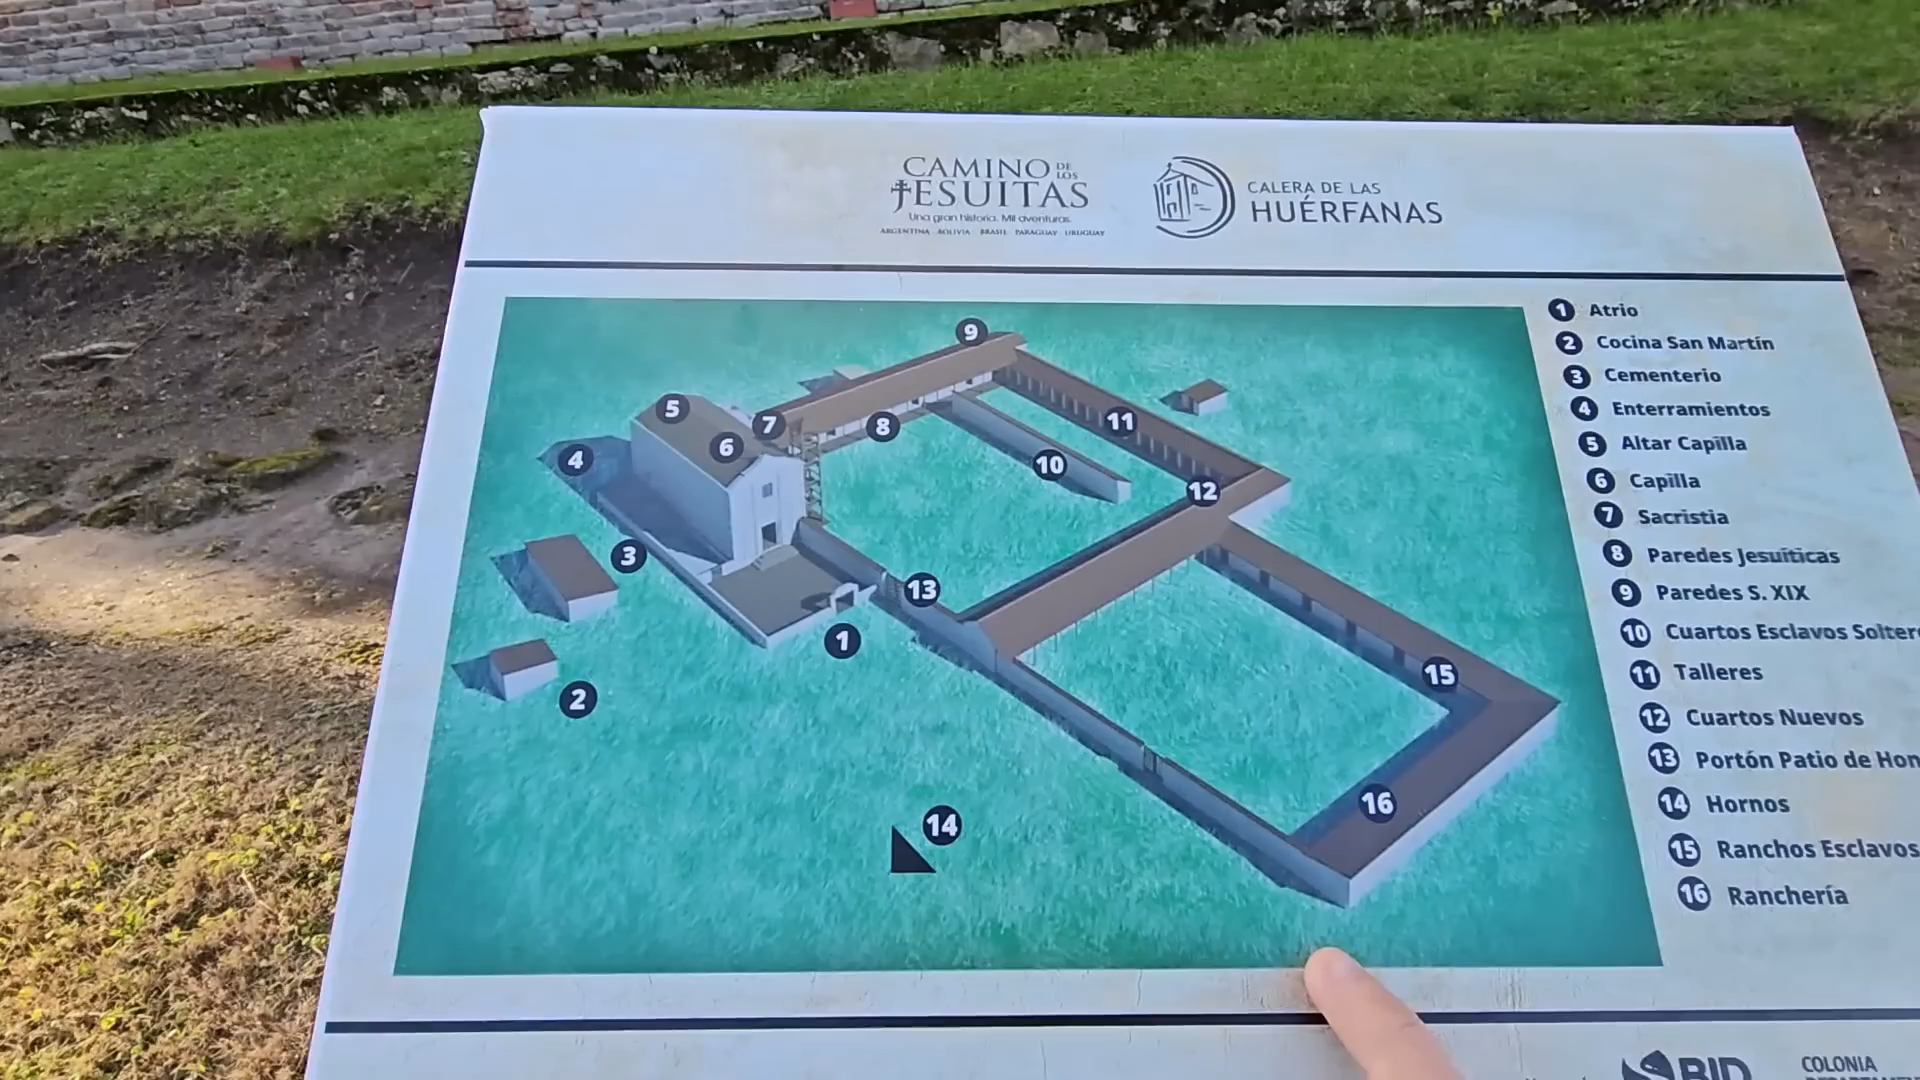 CAMINO DE LOS
JESUITAS
Una gran historia. Mil aventuras.
ARGENTINA BOLIVIA BRASIL PARAGUAY URUGUAY
CALERA DE LAS
HUÉRFANAS
1 Atrio
2 Cocina San Martín
3 Cementerio
4 Enterramientos
5 Altar Capilla
6 Capilla
7 Sacristia
8 Paredes Jesuíticas
9 Paredes S. XIX
10 Cuartos Esclavos Solter
11 Talleres
12 Cuartos Nuevos
13 Portón Patio de Hon
14 Hornos
15 Ranchos Esclavos
16 Ranchería
9
5
7
8
11
6
4
10
12
3
13
1
15
2
16
14
BID
COLONIA